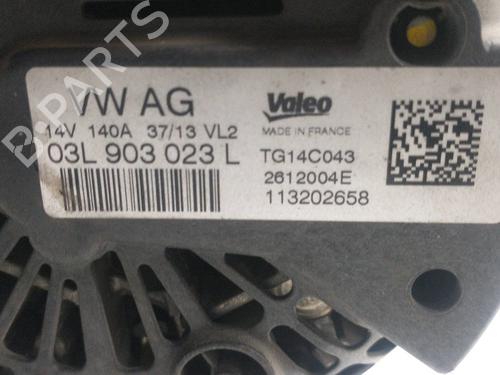 VW AG
14V 140A 37/13 VL2
03L 903 023 L
Valeo
MADE IN FRANCE
TG14C043
2612004E
113202658
B-PARTS